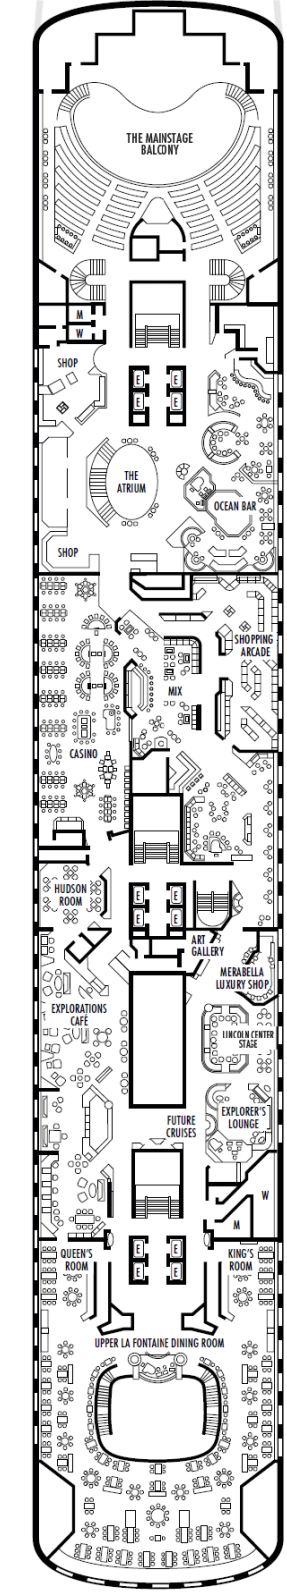 THE MAINSTAGE
BALCONY
M
W
SHOP
E E
E E
THE
ATRIUM
OCEAN BAR
SHOP
SHOPPING
ARCADE
MIX
CASINO
HUDSON
ROOM
E E
E E
ART
GALLERY
MERABELLA
LUXURY SHOP
EXPLORATIONS
CAFÉ
LINCOLN CENTER
STAGE
EXPLORER'S
LOUNGE
FUTURE
CRUISES
W
M
QUEEN'S
ROOM
E E
E E
KING'S
ROOM
UPPER LA FONTAINE DINING ROOM